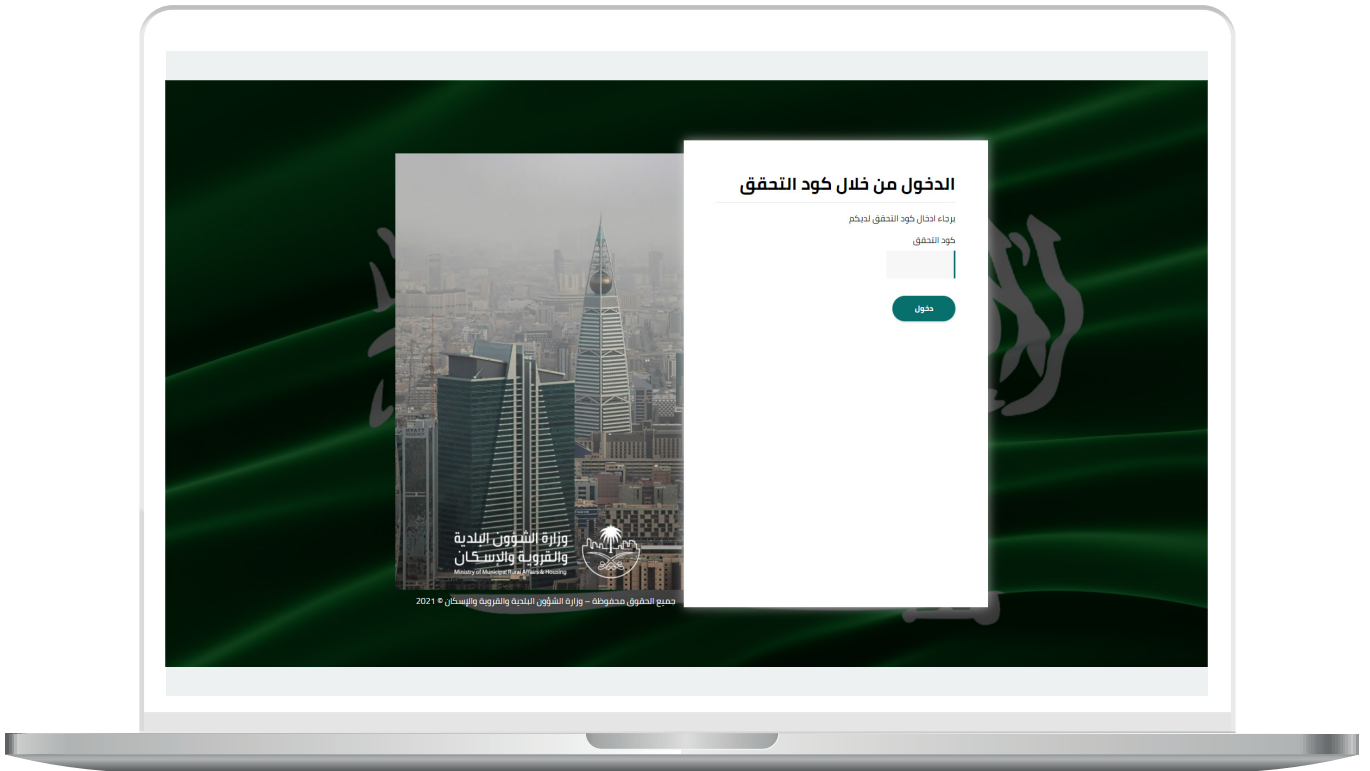 الدخول من خلال كود التحقق
برجاء ادخال كود التحقق لديكم
كود التحقق
دخول
وزارة الشؤون البلدية
والقروية والإسكان
Ministry of Municipal Rural Affairs & Housing
جميع الحقوق محفوظة – وزارة الشؤون البلدية والقروية والإسكان © 2021